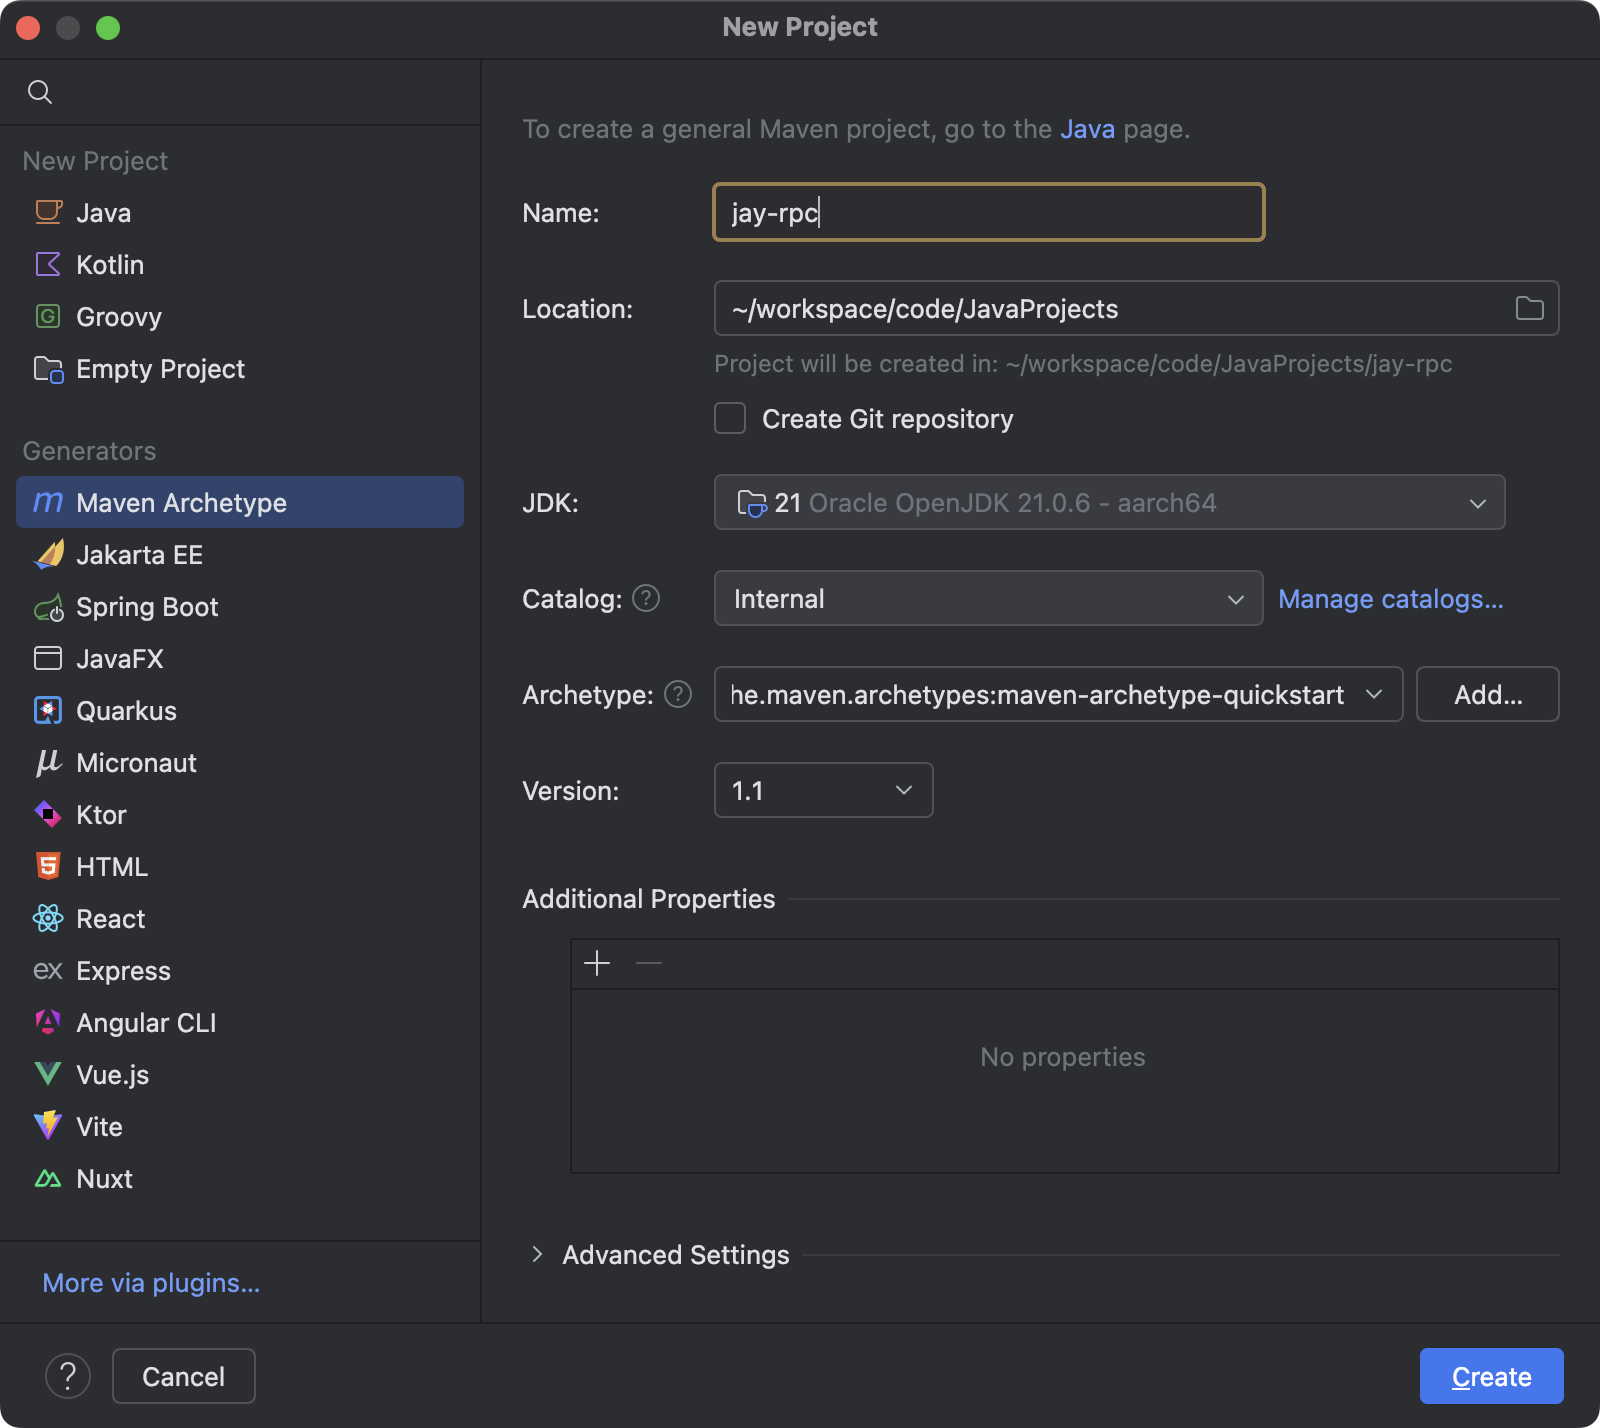 New Project
To create a general Maven project, go to the Java page.
New Project
Java
Kotlin
Groovy
Empty Project
Generators
Maven Archetype
Jakarta EE
Spring Boot
JavaFX
Quarkus
Micronaut
Ktor
HTML
React
ex Express
Angular CLI
Vue.js
Vite
Nuxt
More via plugins...
Name: jay-rpc
Location: ~/workspace/code/JavaProjects
Project will be created in: ~/workspace/code/JavaProjects/jay-rpc
Create Git repository
JDK: 21 Oracle OpenJDK 21.0.6 - aarch64
Catalog: ? Internal Manage catalogs...
Archetype: ? he.maven.archetypes:maven-archetype-quickstart Add...
Version: 1.1
Additional Properties
No properties
Advanced Settings
? Cancel Create